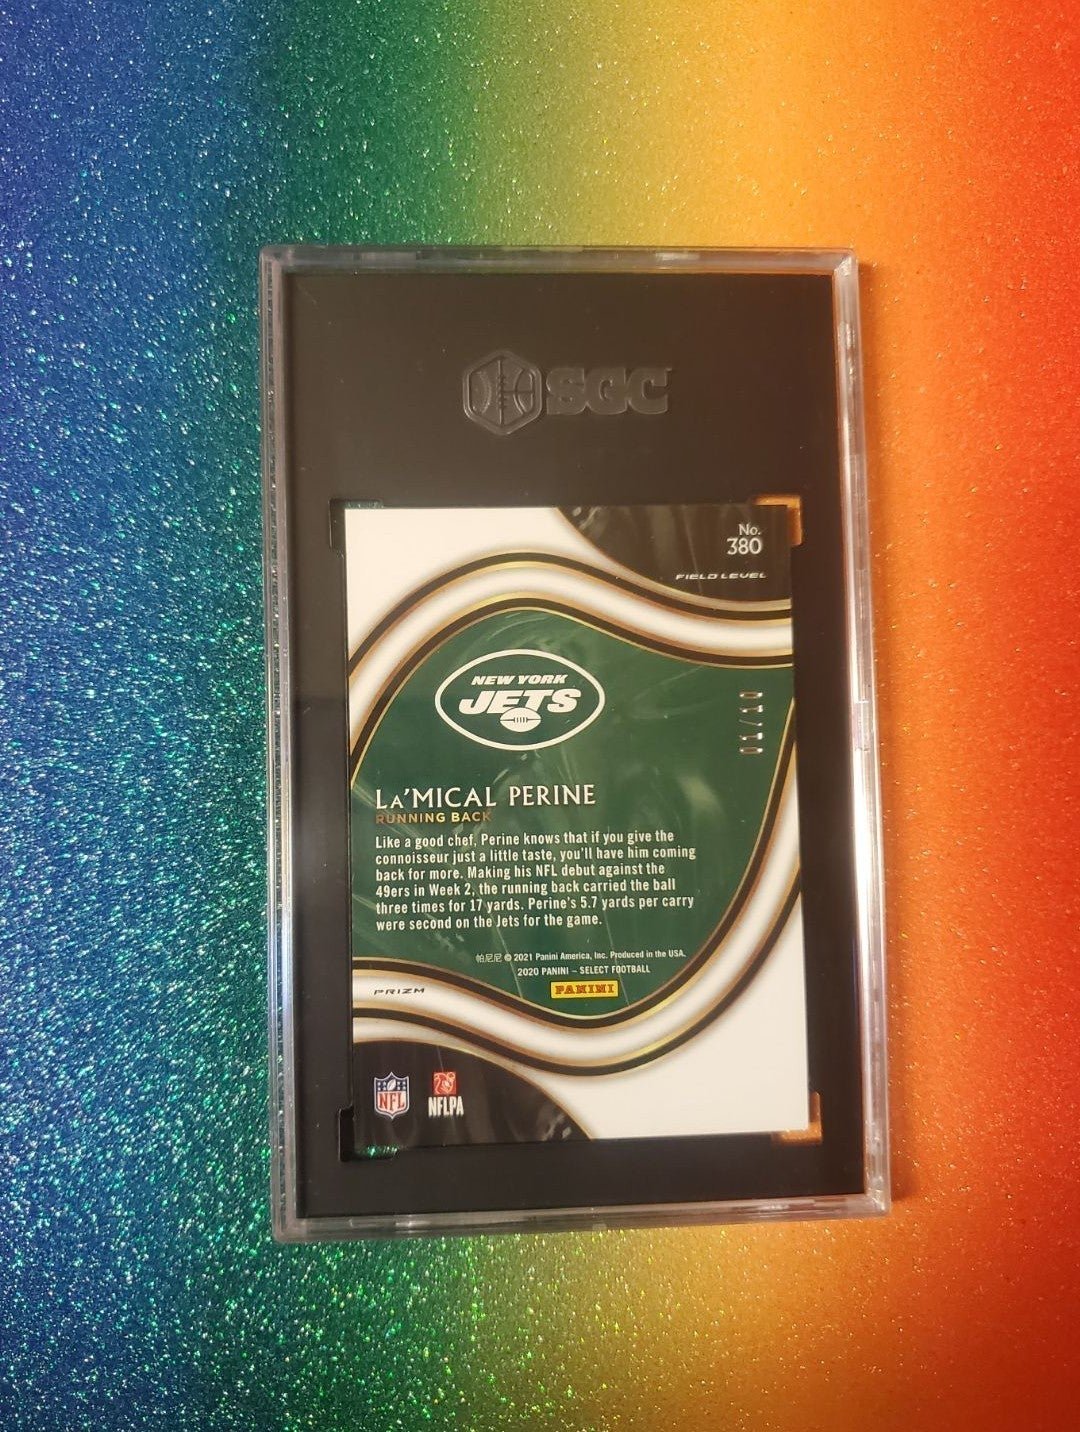 SGC
No.
380
FIELD LEVEL
NEW YORK
JETS
01/10
LA'MICAL PERINE
RUNNING BACK
Like a good chef, Perine knows that if you give the
connoisseur just a little taste, you'll have him coming
back for more. Making his NFL debut against the
49ers in Week 2, the running back carried the ball
three times for 17 yards. Perine's 5.7 yards per carry
were second on the Jets for the game.
帕尼尼 © 2021 Panini America, Inc. Produced in the USA.
2020 PANINI – SELECT FOOTBALL
PANINI
PRIZM
NFL
NFLPA